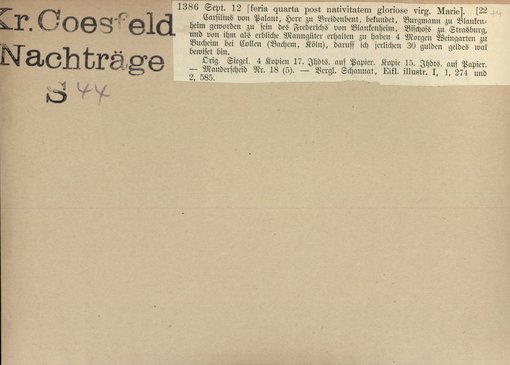 Kr. Coesfeld
Nachträge
S 44
1386 Sept. 12 [feria quarta post nativitatem gloriose virg. Marie]. [22
Carsilius von Palant, Herr zu Breidenbent, bekundet, Burgmann zu Blanken-
heim geworden zu sein des Frederichs von Blankenheim, Bischofs zu Strasburg,
und von ihm als erbliche Manngüter erhalten zu haben 4 Morgen Weingarten zu
Bucheim bei Collen (Bachem, Köln), daruff ich jerlichen 30 gulden geides wal
bewiset bin.
Orig. Siegel. 4 Kopien 17. Jhdts. auf Papier. Kopie 15. Jhdts. auf Papier.
— Manderscheid Nr. 18 (5). — Vergl. Schannat, Eifl. illustr. I, 1, 274 und
2, 585.